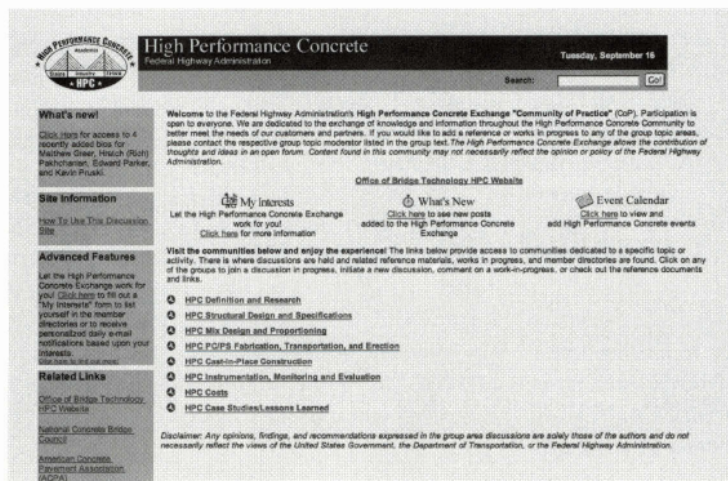 HIGH PERFORMANCE CONCRETE
Academia
States Industry FHWA
★ HPC ★
High Performance Concrete
Federal Highway Administration
Tuesday, September 16
Search:
Go!
What's new!
Click Here for access to 4
recently added bios for
Matthew Greer, Hratch (Rich)
Pakhchanian, Edward Parker,
and Kevin Pruski.
Site Information
How To Use This Discussion
Site
Advanced Features
Let the High Performance
Concrete Exchange work for
you! Click here to fill out a
"My Interests" form to list
yourself in the member
directories or to receive
personalized daily e-mail
notifications based upon your
interests.
Click here to find out more!
Related Links
Office of Bridge Technology
HPC Website
National Concrete Bridge
Council
American Concrete
Pavement Association
(ACPA)
Welcome to the Federal Highway Administration's High Performance Concrete Exchange "Community of Practice" (CoP). Participation is
open to everyone. We are dedicated to the exchange of knowledge and information throughout the High Performance Concrete Community to
better meet the needs of our customers and partners. If you would like to add a reference or works in progress to any of the group topic areas,
please contact the respective group topic moderator listed in the group text. The High Performance Concrete Exchange allows the contribution of
thoughts and ideas in an open forum. Content found in this community may not necessarily reflect the opinion or policy of the Federal Highway
Administration.
Office of Bridge Technology HPC Website
My Interests
Let the High Performance Concrete Exchange
work for you!
Click here for more information
What's New
Click here to see new posts
added to the High Performance Concrete
Exchange
Event Calendar
Click here to view and
add High Performance Concrete events
Visit the communities below and enjoy the experience! The links below provide access to communities dedicated to a specific topic or
activity. There is where discussions are held and related reference materials, works in progress, and member directories are found. Click on any
of the groups to join a discussion in progress, initiate a new discussion, comment on a work-in-progress, or check out the reference documents
and links.
HPC Definition and Research
HPC Structural Design and Specifications
HPC Mix Design and Proportioning
HPC PC/PS Fabrication, Transportation, and Erection
HPC Cast-in-Place Construction
HPC Instrumentation, Monitoring and Evaluation
HPC Costs
HPC Case Studies/Lessons Learned
Disclaimer: Any opinions, findings, and recommendations expressed in the group area discussions are solely those of the authors and do not
necessarily reflect the views of the United States Government, the Department of Transportation, or the Federal Highway Administration.